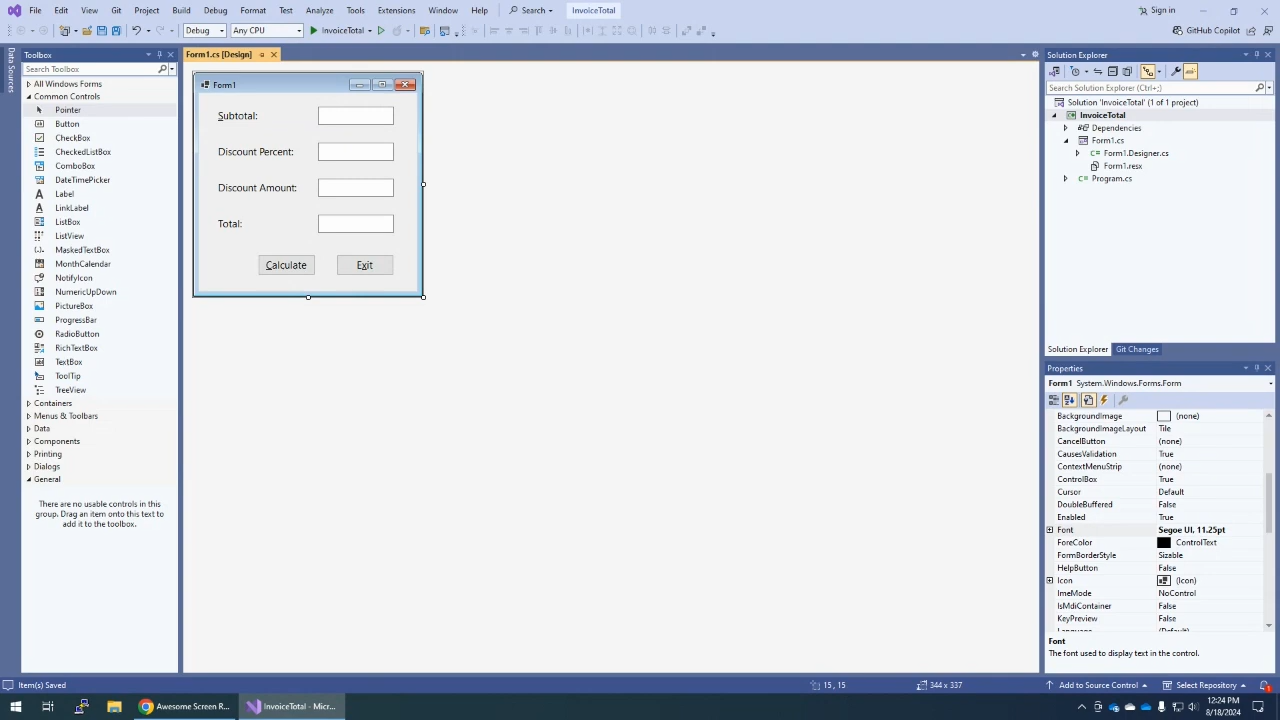 File Edit View Git Project Build Debug Format Test Analyze Tools Extensions Window Help Search InvoiceTotal Sign in
Debug Any CPU InvoiceTotal GitHub Copilot
Data Sources
Toolbox
Search Toolbox
All Windows Forms
Common Controls
Pointer
Button
CheckBox
CheckedListBox
ComboBox
DateTimePicker
Label
LinkLabel
ListBox
ListView
MaskedTextBox
MonthCalendar
NotifyIcon
NumericUpDown
PictureBox
ProgressBar
RadioButton
RichTextBox
TextBox
ToolTip
TreeView
Containers
Menus & Toolbars
Data
Components
Printing
Dialogs
General
There are no usable controls in this
group. Drag an item onto this text to
add it to the toolbox.
Form1.cs [Design]
Form1
Subtotal:
Discount Percent:
Discount Amount:
Total:
Calculate Exit
Solution Explorer
Search Solution Explorer (Ctrl+;)
Solution 'InvoiceTotal' (1 of 1 project)
InvoiceTotal
Dependencies
Form1.cs
C# Form1.Designer.cs
Form1.resx
C# Program.cs
Solution Explorer Git Changes
Properties
Form1 System.Windows.Forms.Form
BackgroundImage (none)
BackgroundImageLayout Tile
CancelButton (none)
CausesValidation True
ContextMenuStrip (none)
ControlBox True
Cursor Default
DoubleBuffered False
Enabled True
Font Segoe UI, 11.25pt
ForeColor ControlText
FormBorderStyle Sizable
HelpButton False
Icon (Icon)
ImeMode NoControl
IsMdiContainer False
KeyPreview False
Language (Default)
Font
The font used to display text in the control.
Item(s) Saved 15 , 15 344 x 337 Add to Source Control Select Repository 1
Awesome Screen R... InvoiceTotal - Micr...
12:24 PM
8/18/2024